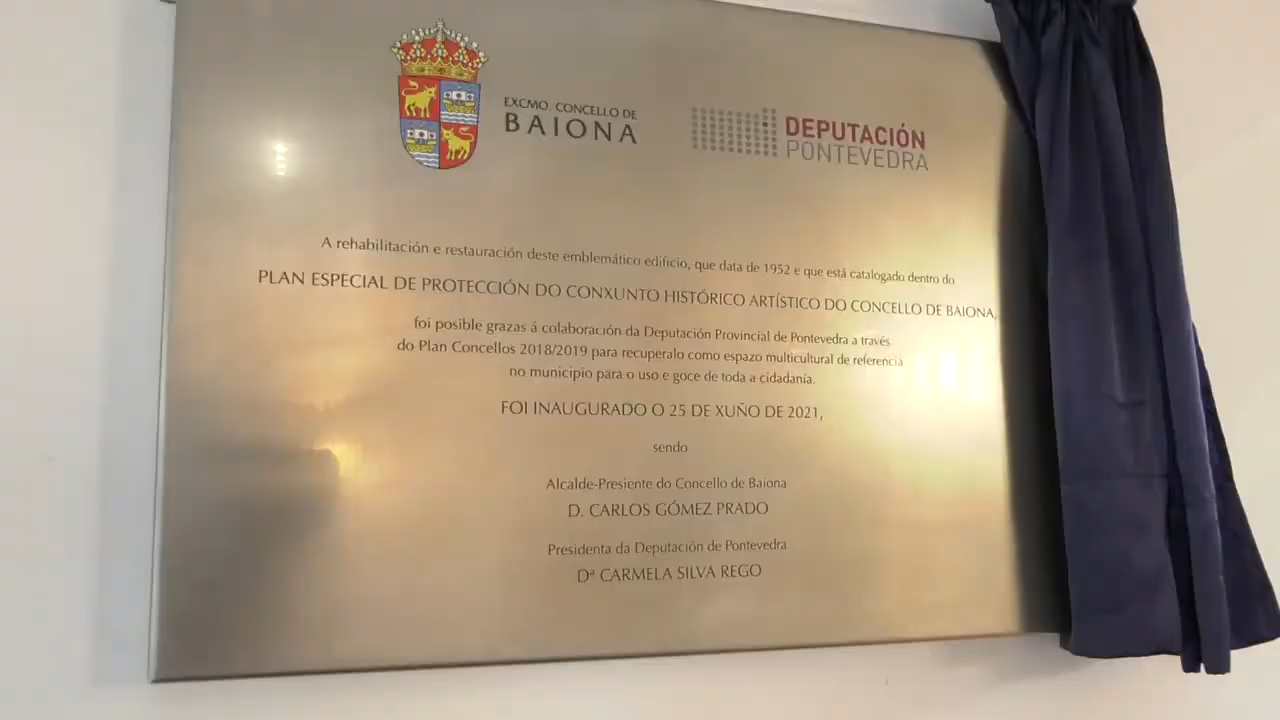 EXCMO. CONCELLO DE
BAIONA
DEPUTACIÓN
PONTEVEDRA
A rehabilitación e restauración deste emblemático edificio, que data de 1952 e que está catalogado dentro do
PLAN ESPECIAL DE PROTECCIÓN DO CONXUNTO HISTÓRICO ARTÍSTICO DO CONCELLO DE BAIONA,
foi posible grazas á colaboración da Deputación Provincial de Pontevedra a través
do Plan Concellos 2018/2019 para recuperalo como espazo multicultural de referencia
no municipio para o uso e goce de toda a cidadanía.
FOI INAUGURADO O 25 DE XUÑO DE 2021,
sendo
Alcalde-Presiente do Concello de Baiona
D. CARLOS GÓMEZ PRADO
Presidenta da Deputación de Pontevedra
Dª CARMELA SILVA REGO